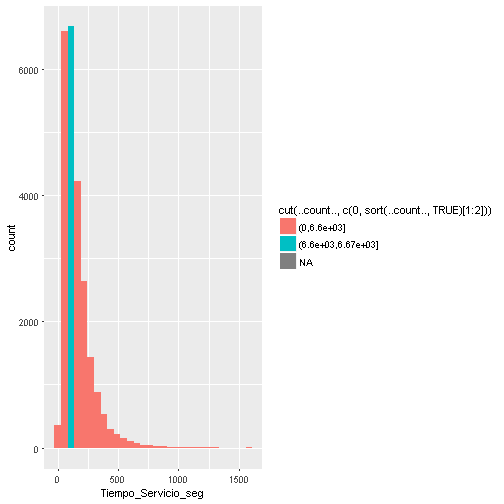 6000
4000
2000
0
count
0
500
1000
1500
Tiempo_Servicio_seg
cut(..count.., c(0, sort(..count.., TRUE)[1:2]))
(0,6.6e+03]
(6.6e+03,6.67e+03]
NA